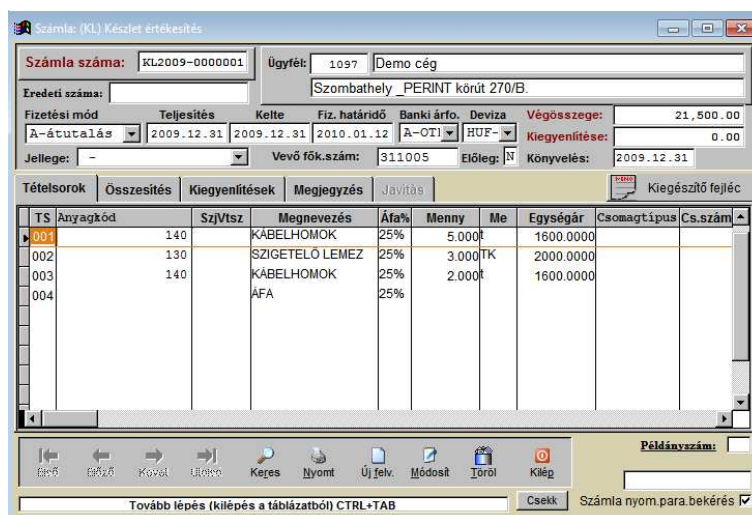 Számla: (KL) Készlet értékesítés
Számla száma: KL2009-0000001 Ügyfél: 1097 Demo cég
Eredeti száma: Szombathely _PERINT körút 270/B.
Fizetési mód Teljesítés Kelte Fiz. határidő Banki árfo. Deviza Végösszege: 21,500.00
A-átutalás 2009.12.31 2009.12.31 2010.01.12 A-OTI HUF- Kiegyenlítése: 0.00
Jellege: - Vevő fők.szám: 311005 Előleg: N Könyvelés: 2009.12.31
Tételsorok Összesítés Kiegyenlítések Megjegyzés Javítás Kiegészítő fejléc
TS Anyagkód SzjVtsz Megnevezés Áfa% Menny Me Egységár Csomagtípus Cs.szám
001 140 KÁBELHOMOK 25% 5.000 t 1600.0000
002 130 SZIGETELŐ LEMEZ 25% 3.000 TK 2000.0000
003 140 KÁBELHOMOK 25% 2.000 t 1600.0000
004 ÁFA 25%
Példányszám:
Első Előző Követ Utolsó Keres Nyomt Új felv. Módosít Töröl Kilép
Tovább lépés (kilépés a táblázatból) CTRL+TAB Csekk Számla nyom.para.bekérés